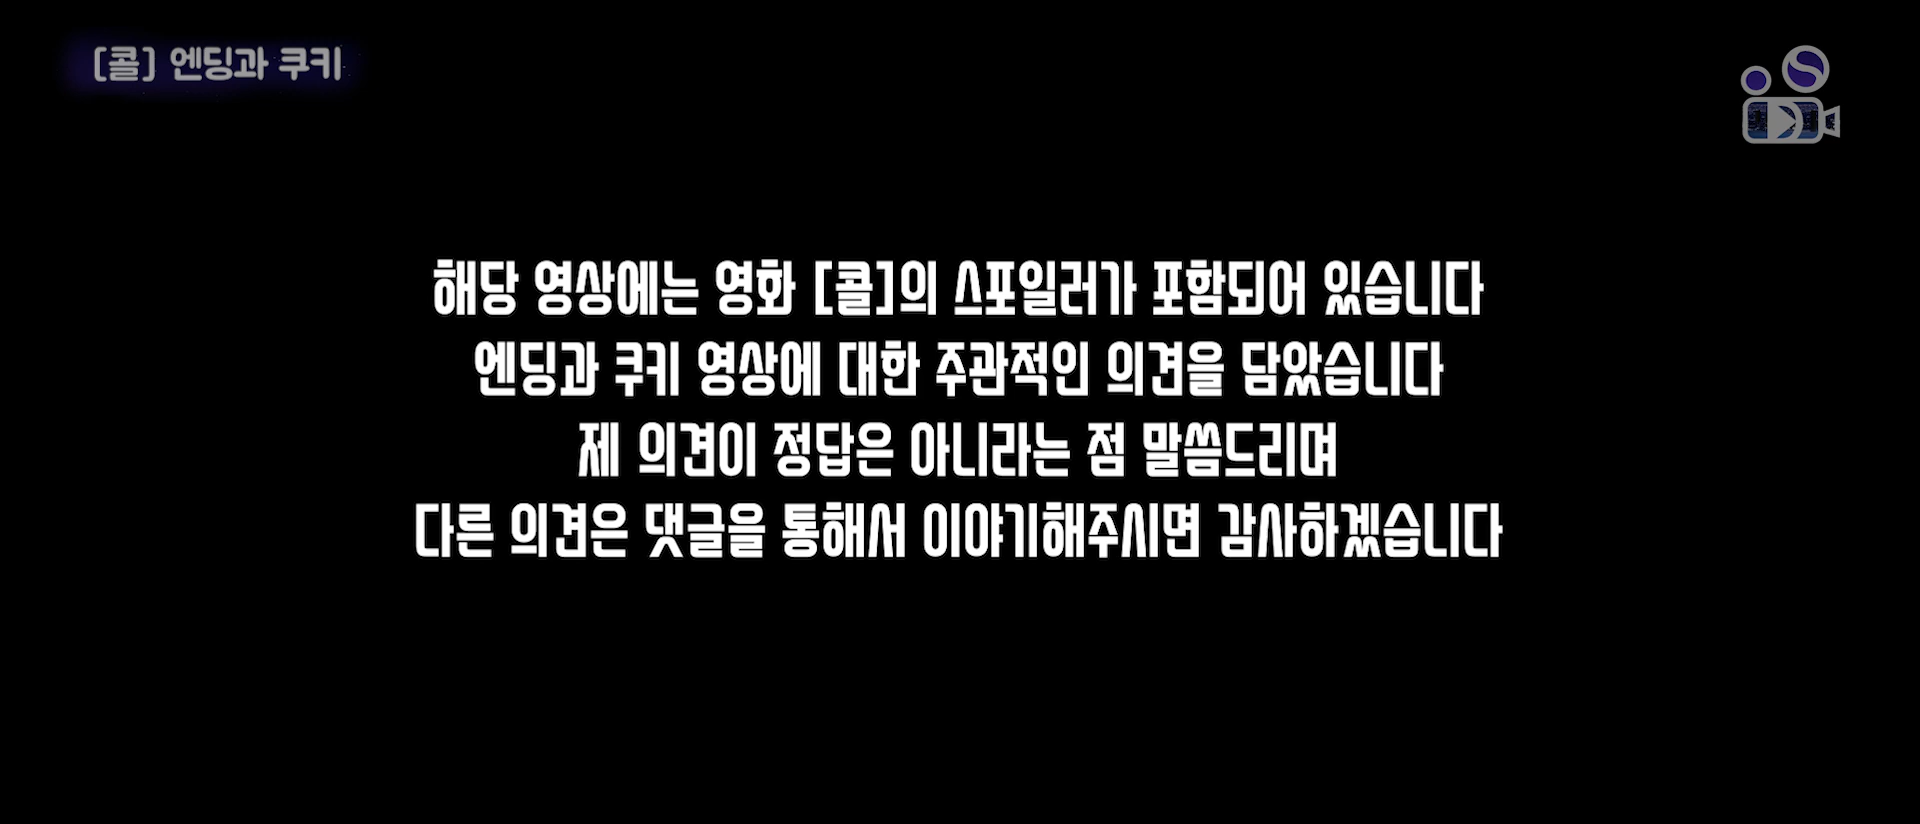 [콜] 엔딩과 쿠키
해당 영상에는 영화 [콜]의 스포일러가 포함되어 있습니다
엔딩과 쿠키 영상에 대한 주관적인 의견을 담았습니다
제 의견이 정답은 아니라는 점 말씀드리며
다른 의견은 댓글을 통해서 이야기해주시면 감사하겠습니다